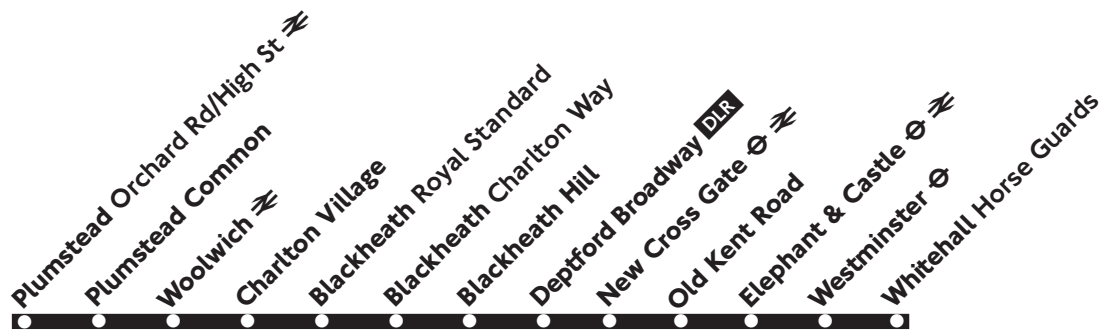 Plumstead Orchard Rd/High St
Plumstead Common
Woolwich
Charlton Village
Blackheath Royal Standard
Blackheath Charlton Way
Blackheath Hill
Deptford Broadway DLR
New Cross Gate
Old Kent Road
Elephant & Castle
Westminster
Whitehall Horse Guards